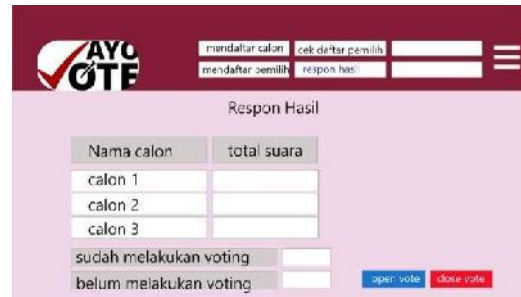 AYO
VOTE
mendaftar calon
cek daftar pemilih
mendaftar pemilih
respon hasil
Respon Hasil
Nama calon
total suara
calon 1
calon 2
calon 3
sudah melakukan voting
belum melakukan voting
open vote
close vote